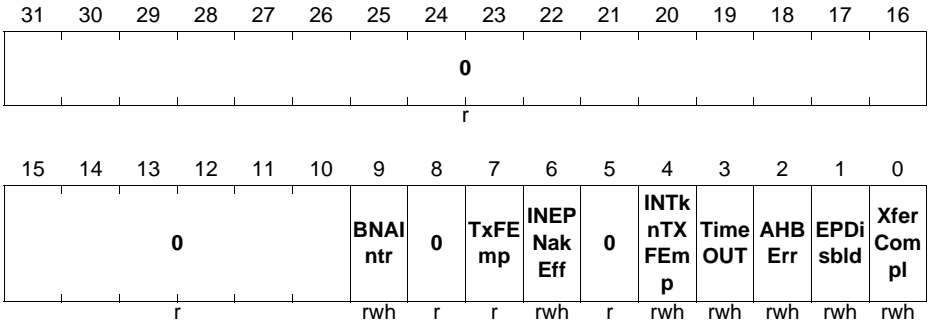 31 30 29 28 27 26 25 24 23 22 21 20 19 18 17 16
0
r
15 14 13 12 11 10 9 8 7 6 5 4 3 2 1 0
0 BNAI ntr 0 TxFE mp INEP Nak Eff 0 INTk nTX FEm p Time OUT AHB Err EPDi sbld Xfer Com pl
r rwh r r rwh r rwh rwh rwh rwh rwh